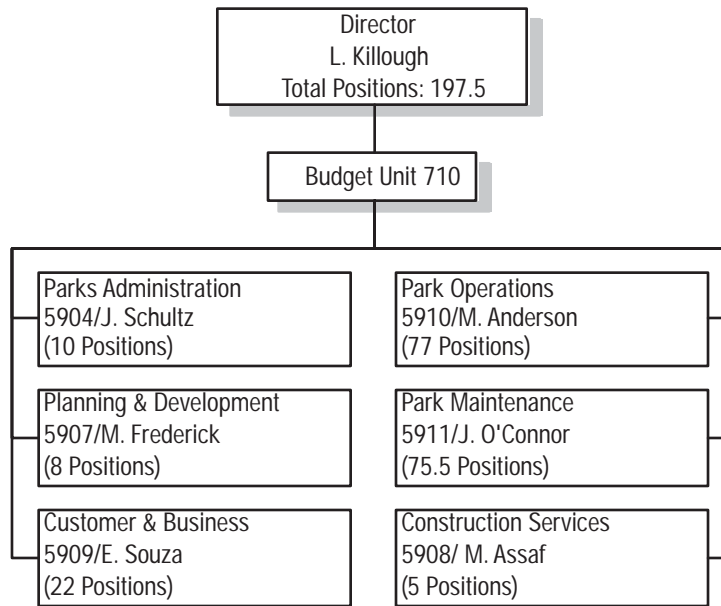 Director
L. Killough
Total Positions: 197.5
Budget Unit 710
Parks Administration
5904/J. Schultz
(10 Positions)
Park Operations
5910/M. Anderson
(77 Positions)
Planning & Development
5907/M. Frederick
(8 Positions)
Park Maintenance
5911/J. O'Connor
(75.5 Positions)
Customer & Business
5909/E. Souza
(22 Positions)
Construction Services
5908/ M. Assaf
(5 Positions)